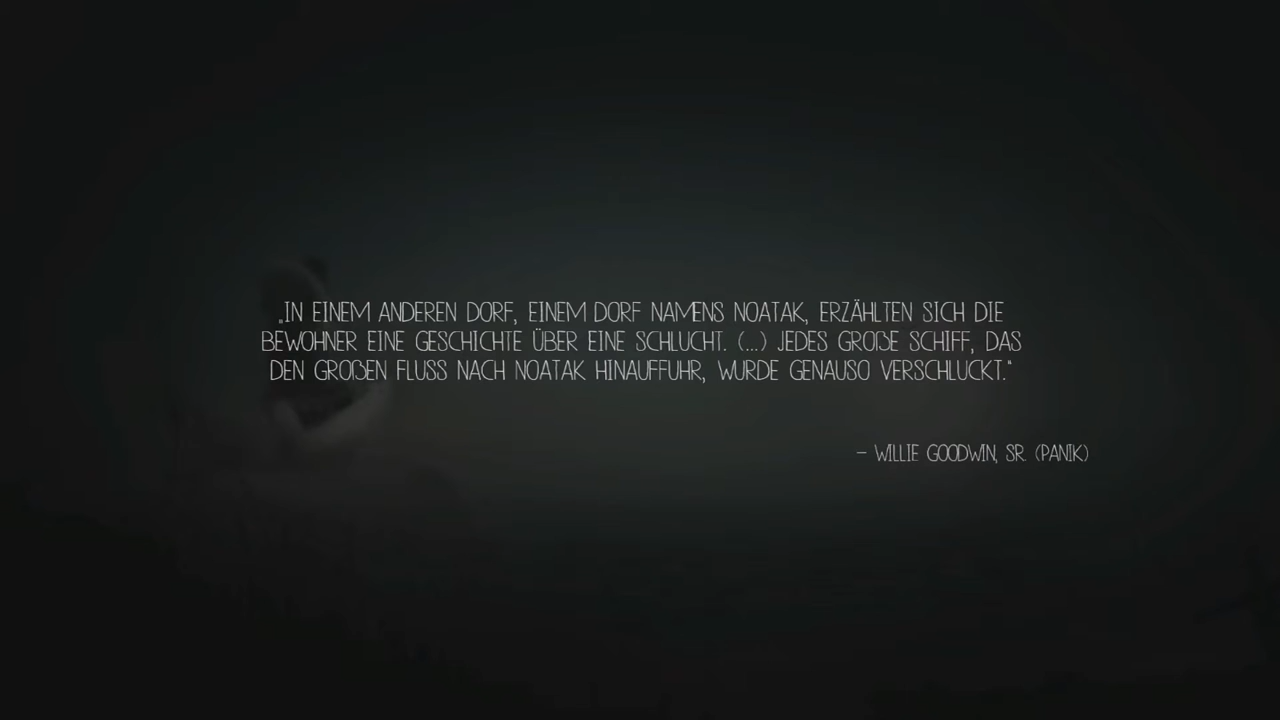 „IN EINEM ANDEREN DORF, EINEM DORF NAMENS NOATAK, ERZÄHLTEN SICH DIE
BEWOHNER EINE GESCHICHTE ÜBER EINE SCHLUCHT. (...) JEDES GROßE SCHIFF, DAS
DEN GROßEN FLUSS NACH NOATAK HINAUFFUHR, WURDE GENAUSO VERSCHLUCKT.“
– WILLIE GOODWIN, SR. (PANIK)